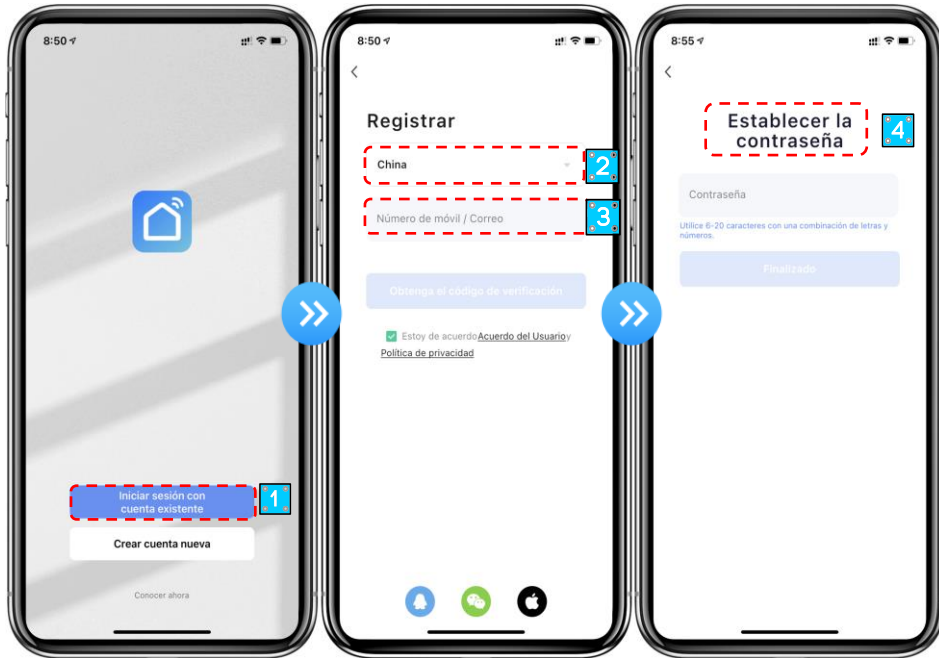 8:50
Iniciar sesión con
cuenta existente
1
Crear cuenta nueva
Conocer ahora
8:50
Registrar
China
2
Número de móvil / Correo
3
Obtenga el código de verificación
Estoy de acuerdoAcuerdo del Usuarioy
Política de privacidad
8:55
Establecer la
contraseña
4
Contraseña
Utilice 6-20 caracteres con una combinación de letras y
números.
Finalizado